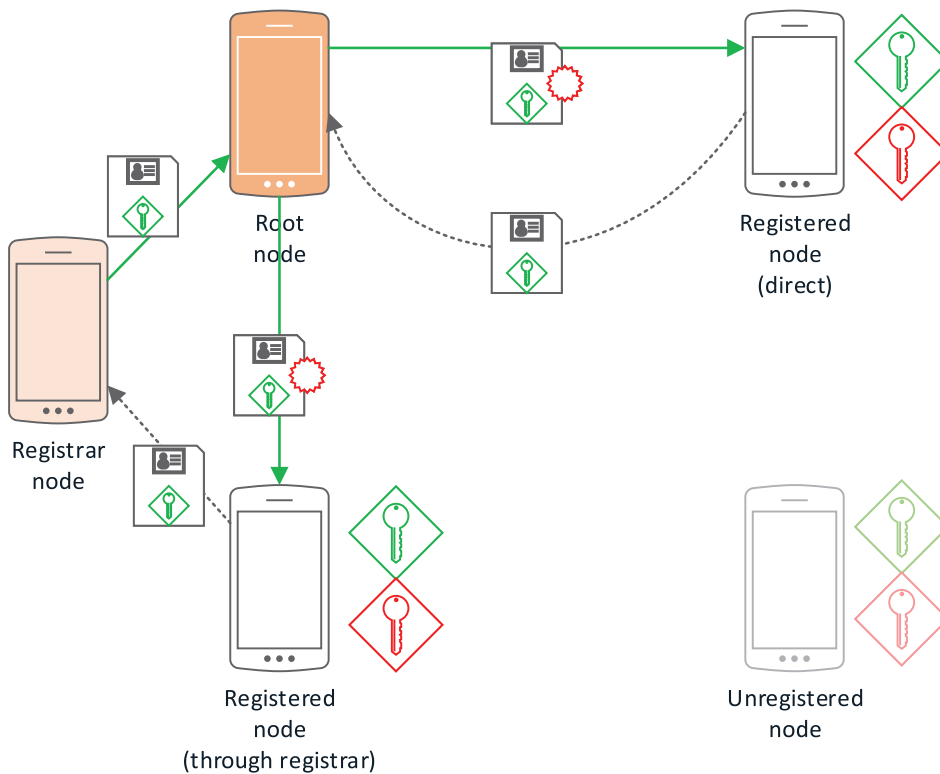 Root
node
Registered
node
(direct)
Registrar
node
Registered
node
(through registrar)
Unregistered
node